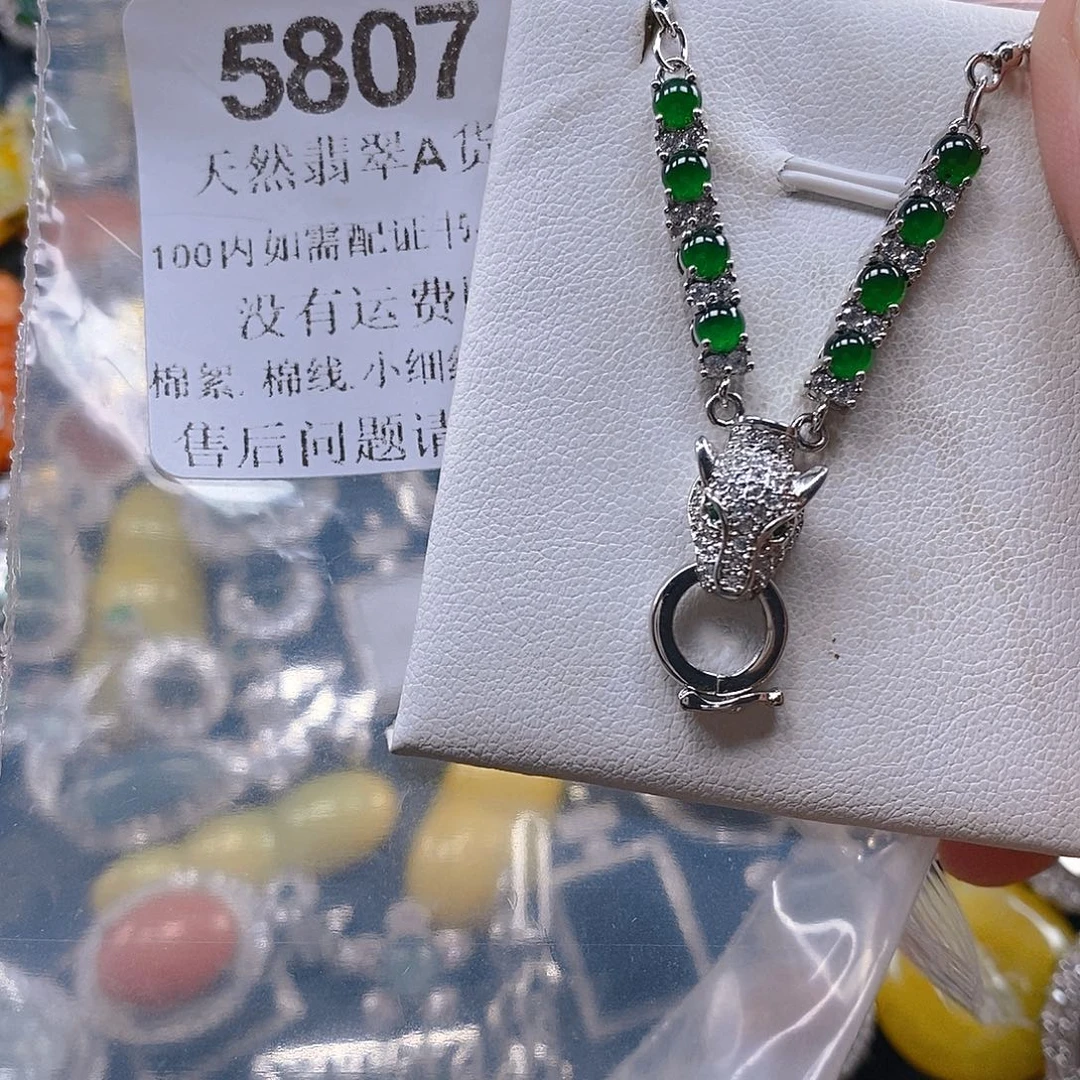 5807
天然翡翠A货
100内如需配证书
没有运费
棉絮.棉线.小细
售后问题请